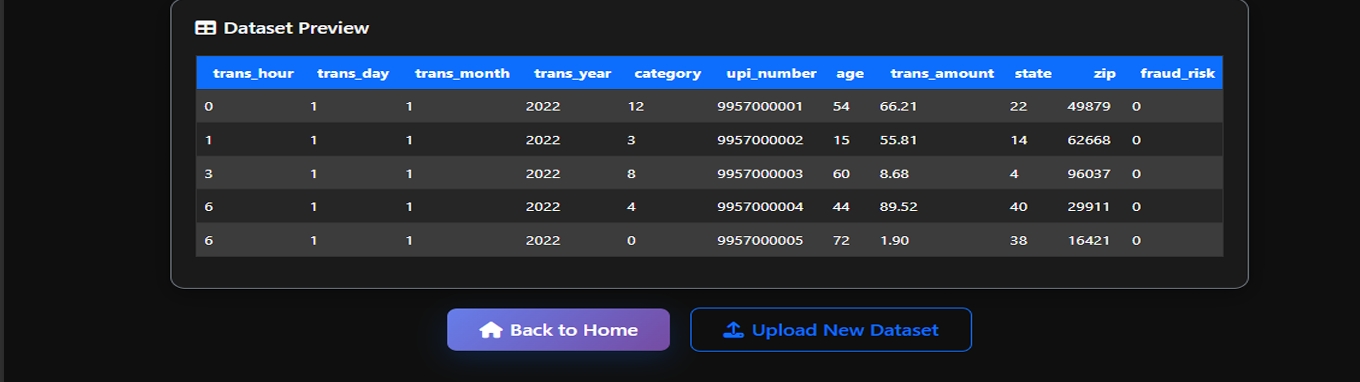 Dataset Preview
trans_hour trans_day trans_month trans_year category upi_number age trans_amount state zip fraud_risk
0 1 1 2022 12 9957000001 54 66.21 22 49879 0
1 1 1 2022 3 9957000002 15 55.81 14 62668 0
3 1 1 2022 8 9957000003 60 8.68 4 96037 0
6 1 1 2022 4 9957000004 44 89.52 40 29911 0
6 1 1 2022 0 9957000005 72 1.90 38 16421 0
Back to Home Upload New Dataset